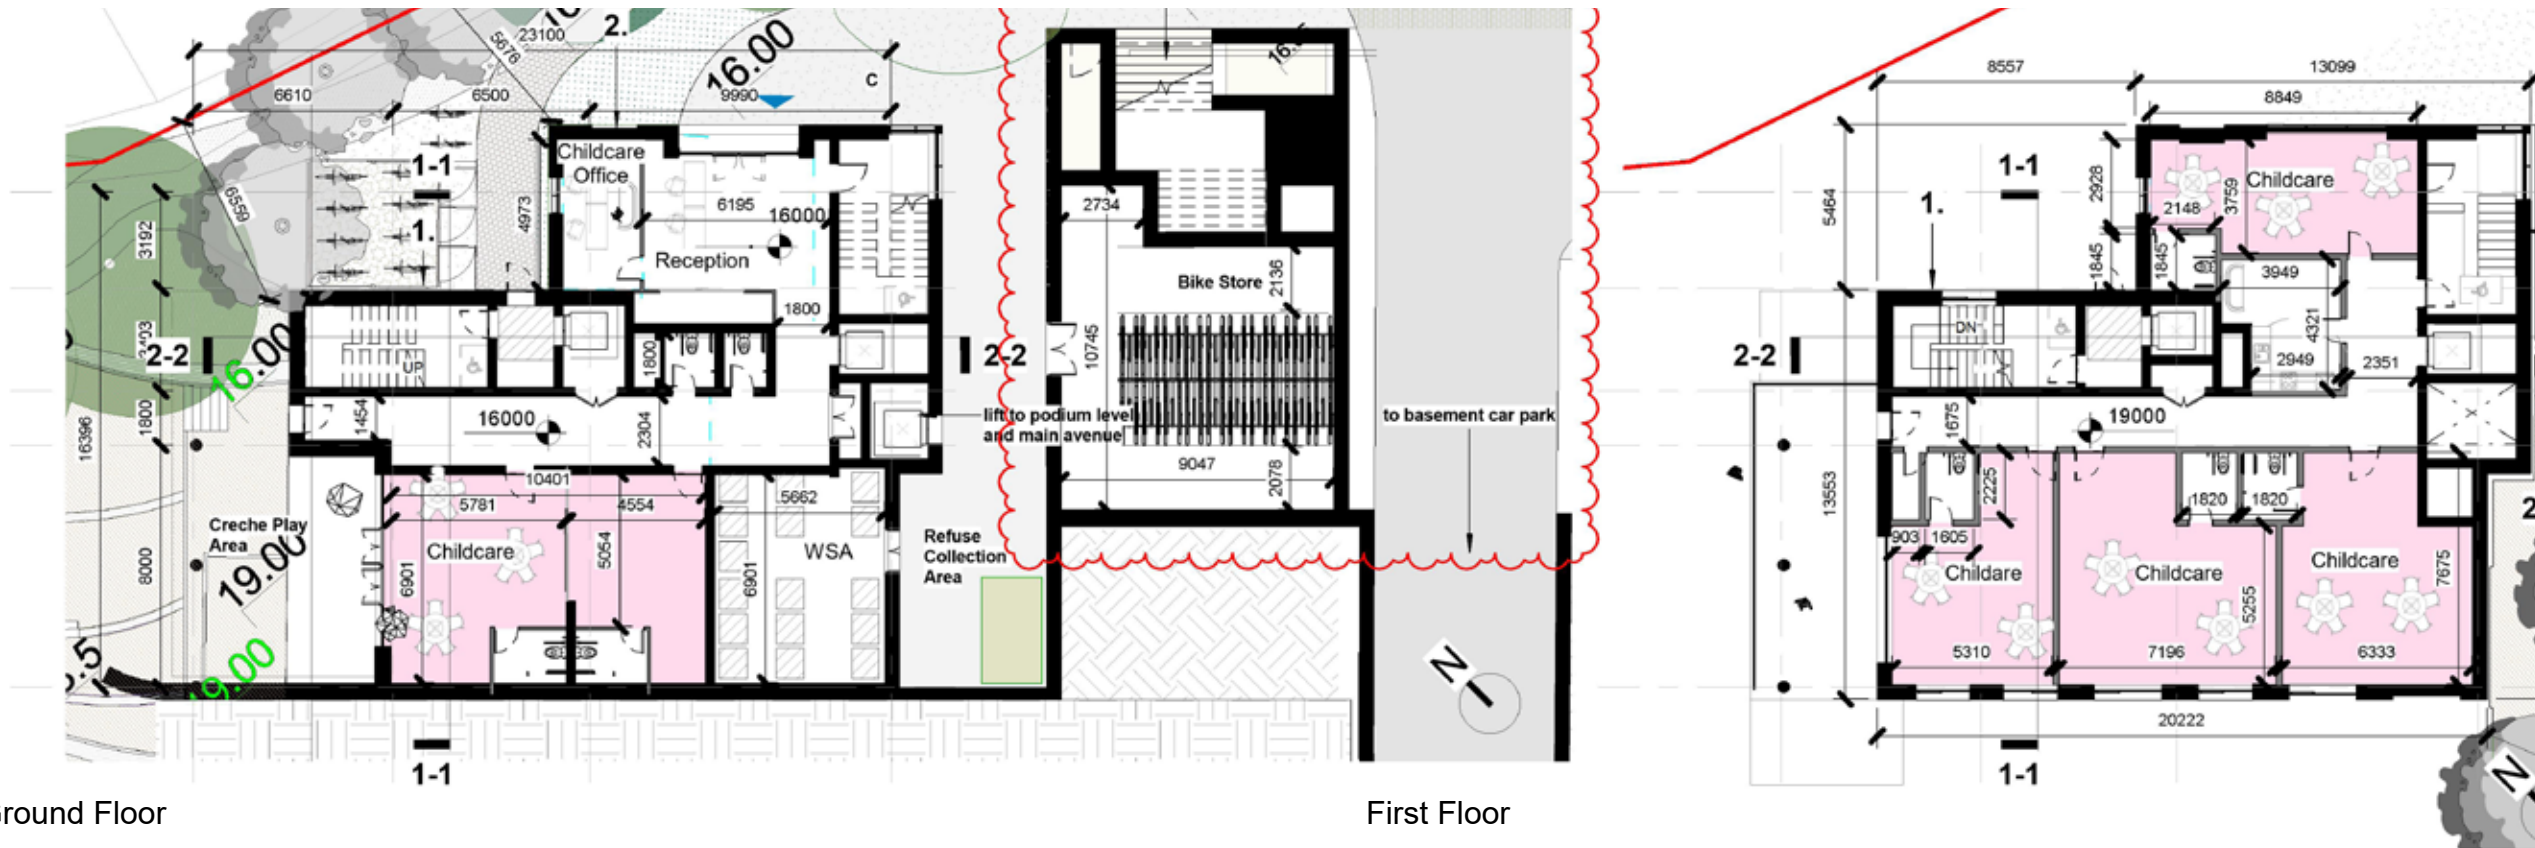 23100
2.
5676
16.00
C
6610
6500
9990
1-1
1.
6559
4973
Childcare
Office
6195
16000
Reception
3192
1800
2-2
16.00
UP
1800
1454
16000
2304
1800
16396
10401
5781
4554
5662
Creche Play
Area
19.00
Childcare
5054
6901
6901
WSA
8000
Refuse
Collection
Area
19.00
1-1
2-2
lift to podium level
and main avenue
2734
Bike Store
2136
10745
9047
2078
to basement car park
N
8557
13099
8849
1-1
1.
5464
2928
2148
3759
Childcare
1845
1845
3949
4321
2949
2351
DN
2-2
1675
19000
2225
1820
1820
903
1605
13553
Childare
Childcare
Childcare
5255
7675
5310
7196
6333
20222
1-1
N
round Floor
First Floor